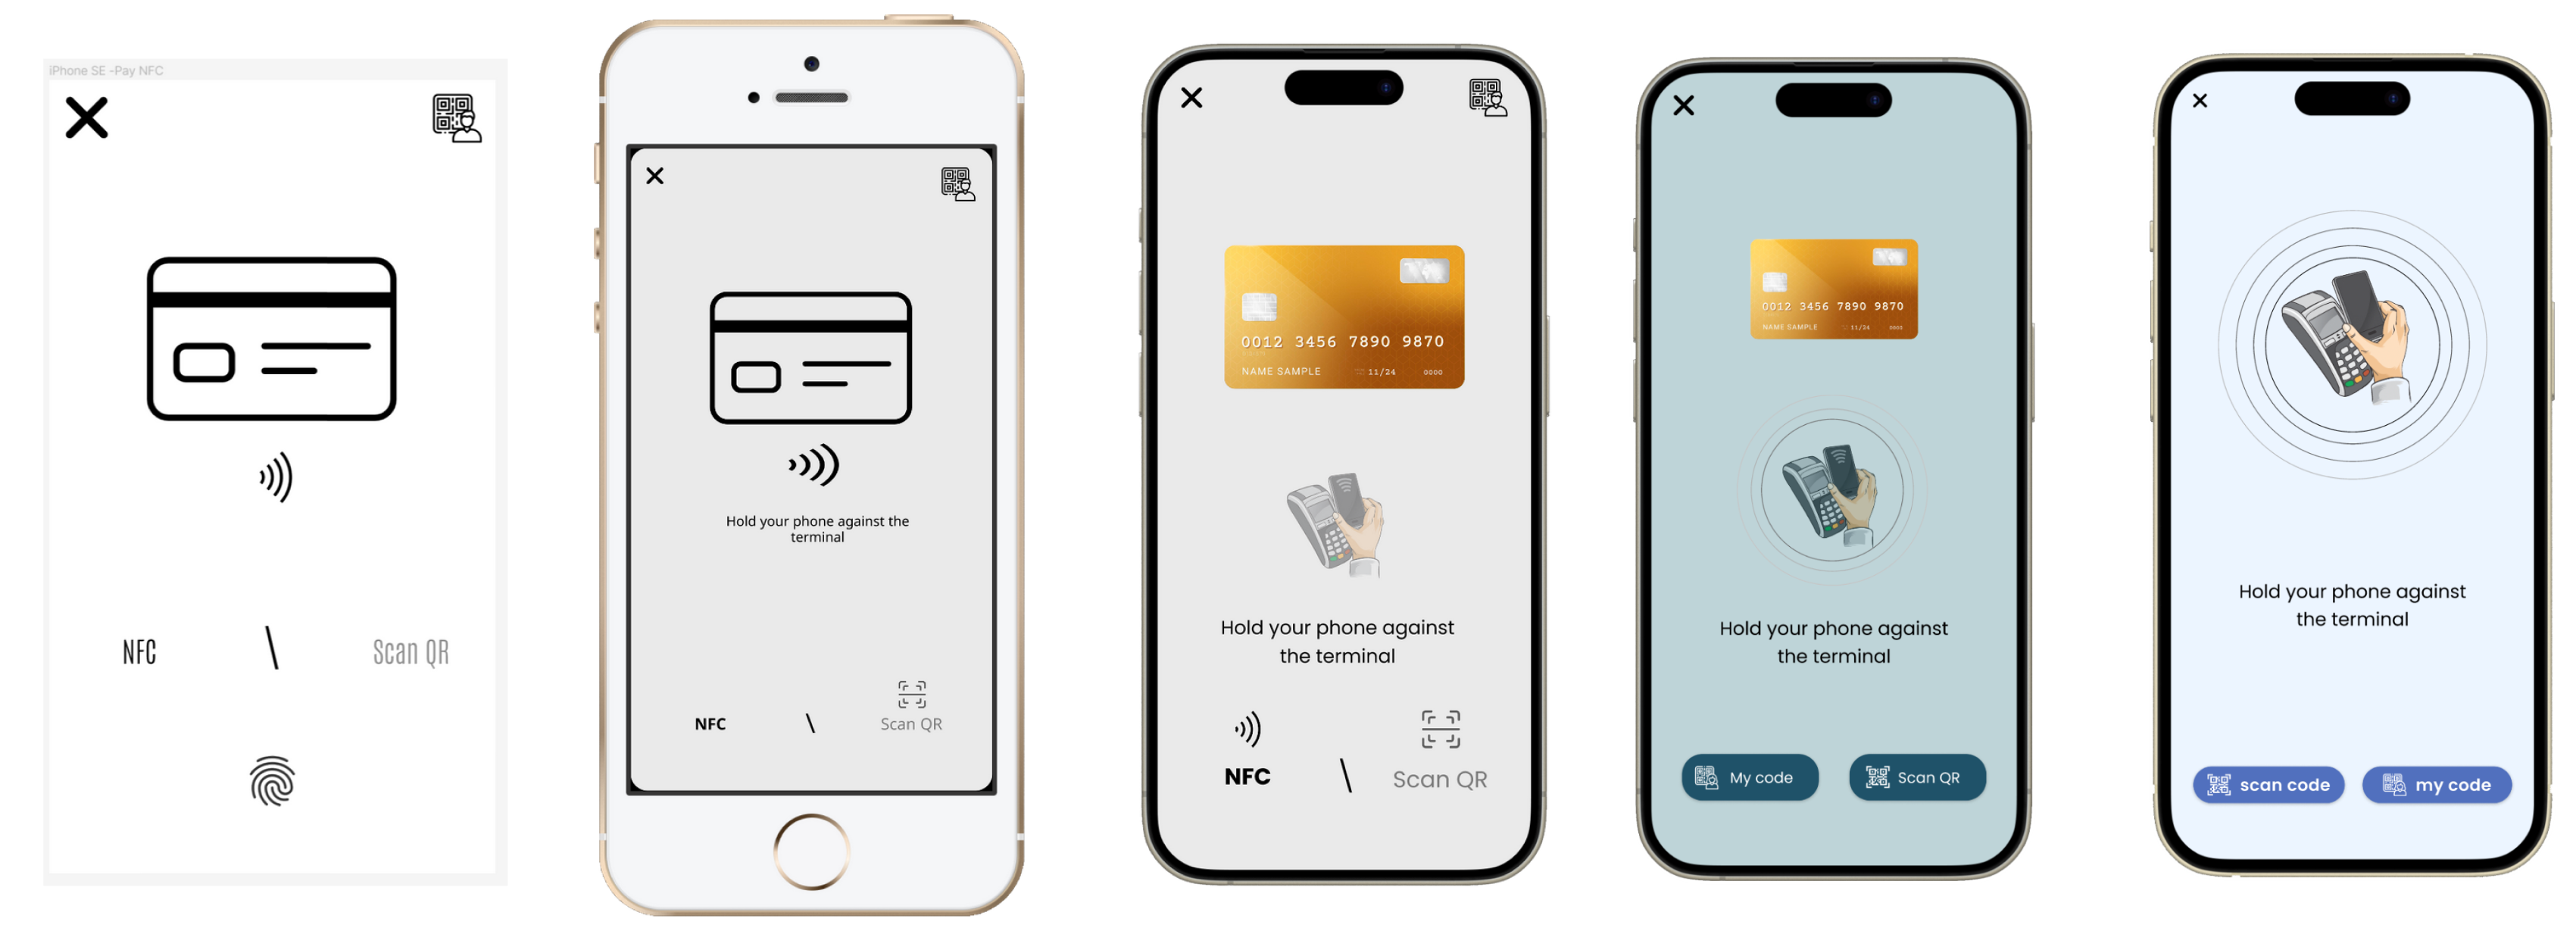 iPhone SE -Pay NFC
NFC
\
Scan QR
Hold your phone against the
terminal
NFC
\
Scan QR
0012 3456 7890 9870
NAME SAMPLE 11/24 0000
Hold your phone against
the terminal
NFC
\
Scan QR
0012 3456 7890 9870
NAME SAMPLE 11/24 0000
Hold your phone against
the terminal
My code
Scan QR
Hold your phone against
the terminal
scan code
my code